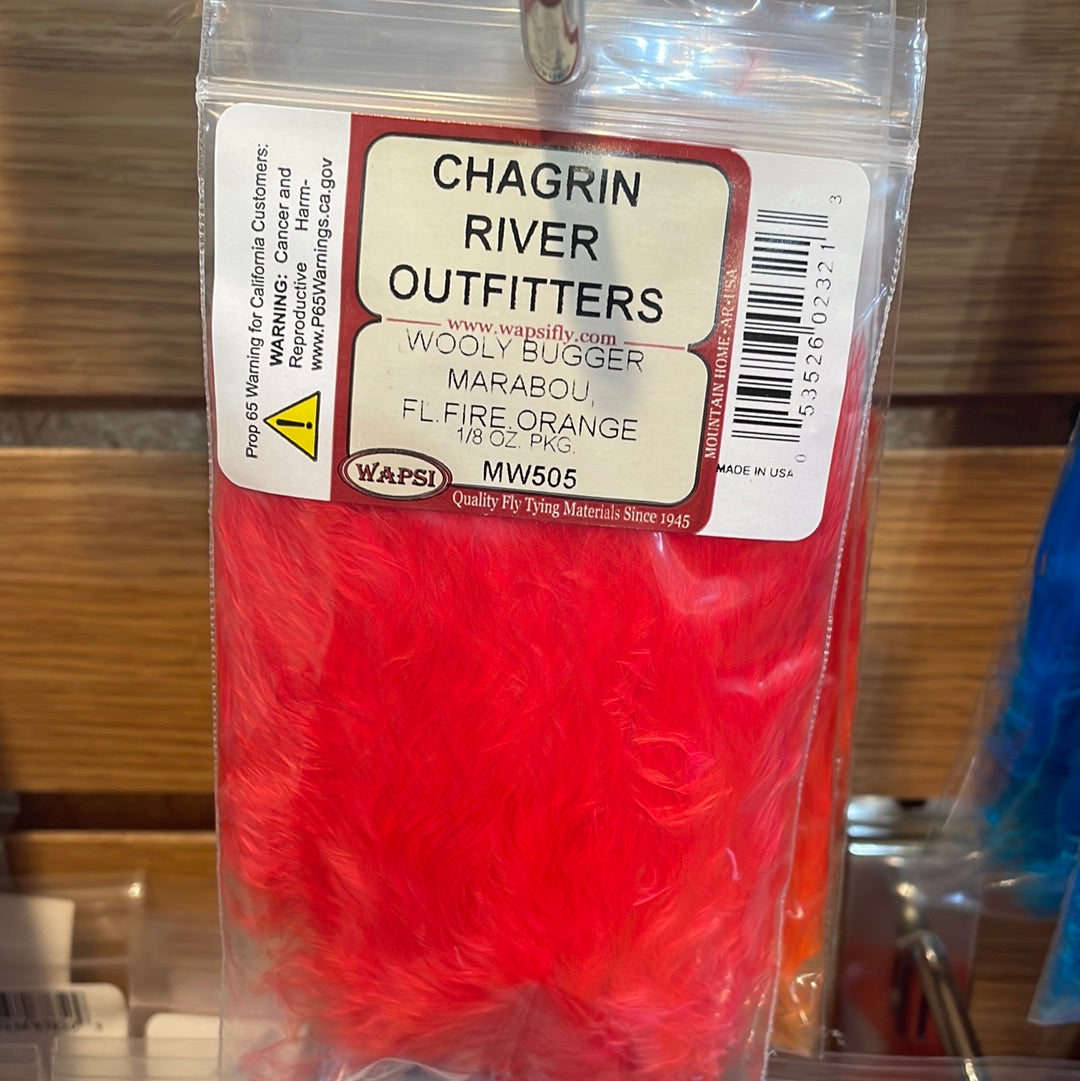 Prop 65 Warning for California Customers:
WARNING: Cancer and
Reproductive Harm-
www.P65Warnings.ca.gov
CHAGRIN
RIVER
OUTFITTERS
www.wapsifly.com
WOOLY BUGGER
MARABOU,
FL.FIRE ORANGE
1/8 OZ. PKG.
MW505
WAPSI
Quality Fly Tying Materials Since 1945
MOUNTAIN HOME·AR·USA
0 53526 02321 3
MADE IN USA